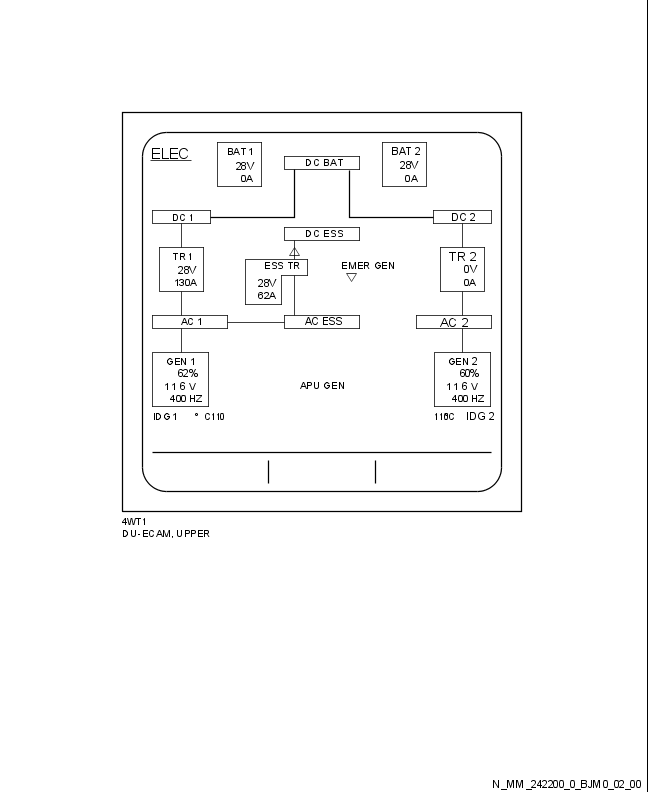 ELEC
BAT 1
28V
0A
DC BAT
BAT 2
28V
0A
DC 1
DC 2
DC ESS
TR 1
28V
130A
ESS TR
28V
62A
EMER GEN
TR 2
0V
0A
AC 1
AC ESS
AC 2
GEN 1
62%
116 V
400 HZ
APU GEN
GEN 2
60%
116 V
400 HZ
IDG 1 ° C110
116C IDG 2
4WT1
DU-ECAM, UPPER
N_MM_242200_0_BJM0_02_00